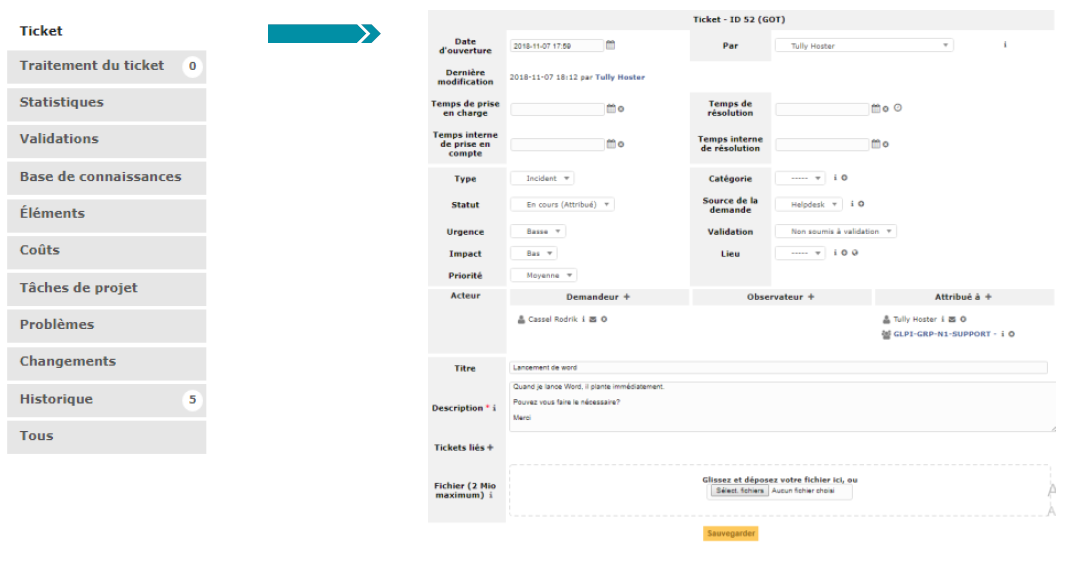 Ticket
Traitement du ticket 0
Statistiques
Validations
Base de connaissances
Éléments
Coûts
Tâches de projet
Problèmes
Changements
Historique 5
Tous
Ticket - ID 52 (GOT)
Date
d'ouverture
2018-11-07 17:59
Par
Tully Hoster
i
Dernière
modification
2018-11-07 18:12 par Tully Hoster
Temps de prise
en charge
Temps de
résolution
Temps interne
de prise en
compte
Temps interne
de résolution
Type
Incident
Catégorie
----- i
Statut
En cours (Attribué)
Source de la
demande
Helpdesk i
Urgence
Basse
Validation
Non soumis à validation
Impact
Bas
Lieu
----- i
Priorité
Moyenne
Acteur
Demandeur +
Observateur +
Attribué à +
Cassel Rodrik i
Tully Hoster i
GLPI-GRP-N1-SUPPORT - i
Titre
Lancement de word
Description * i
Quand je lance Word, il plante immédiatement.
Pouvez vous faire le nécessaire?
Merci
Tickets liés +
Fichier (2 Mio
maximum) i
Glissez et déposez votre fichier ici, ou
Sélect. fichiers Aucun fichier choisi
A
A
Sauvegarder